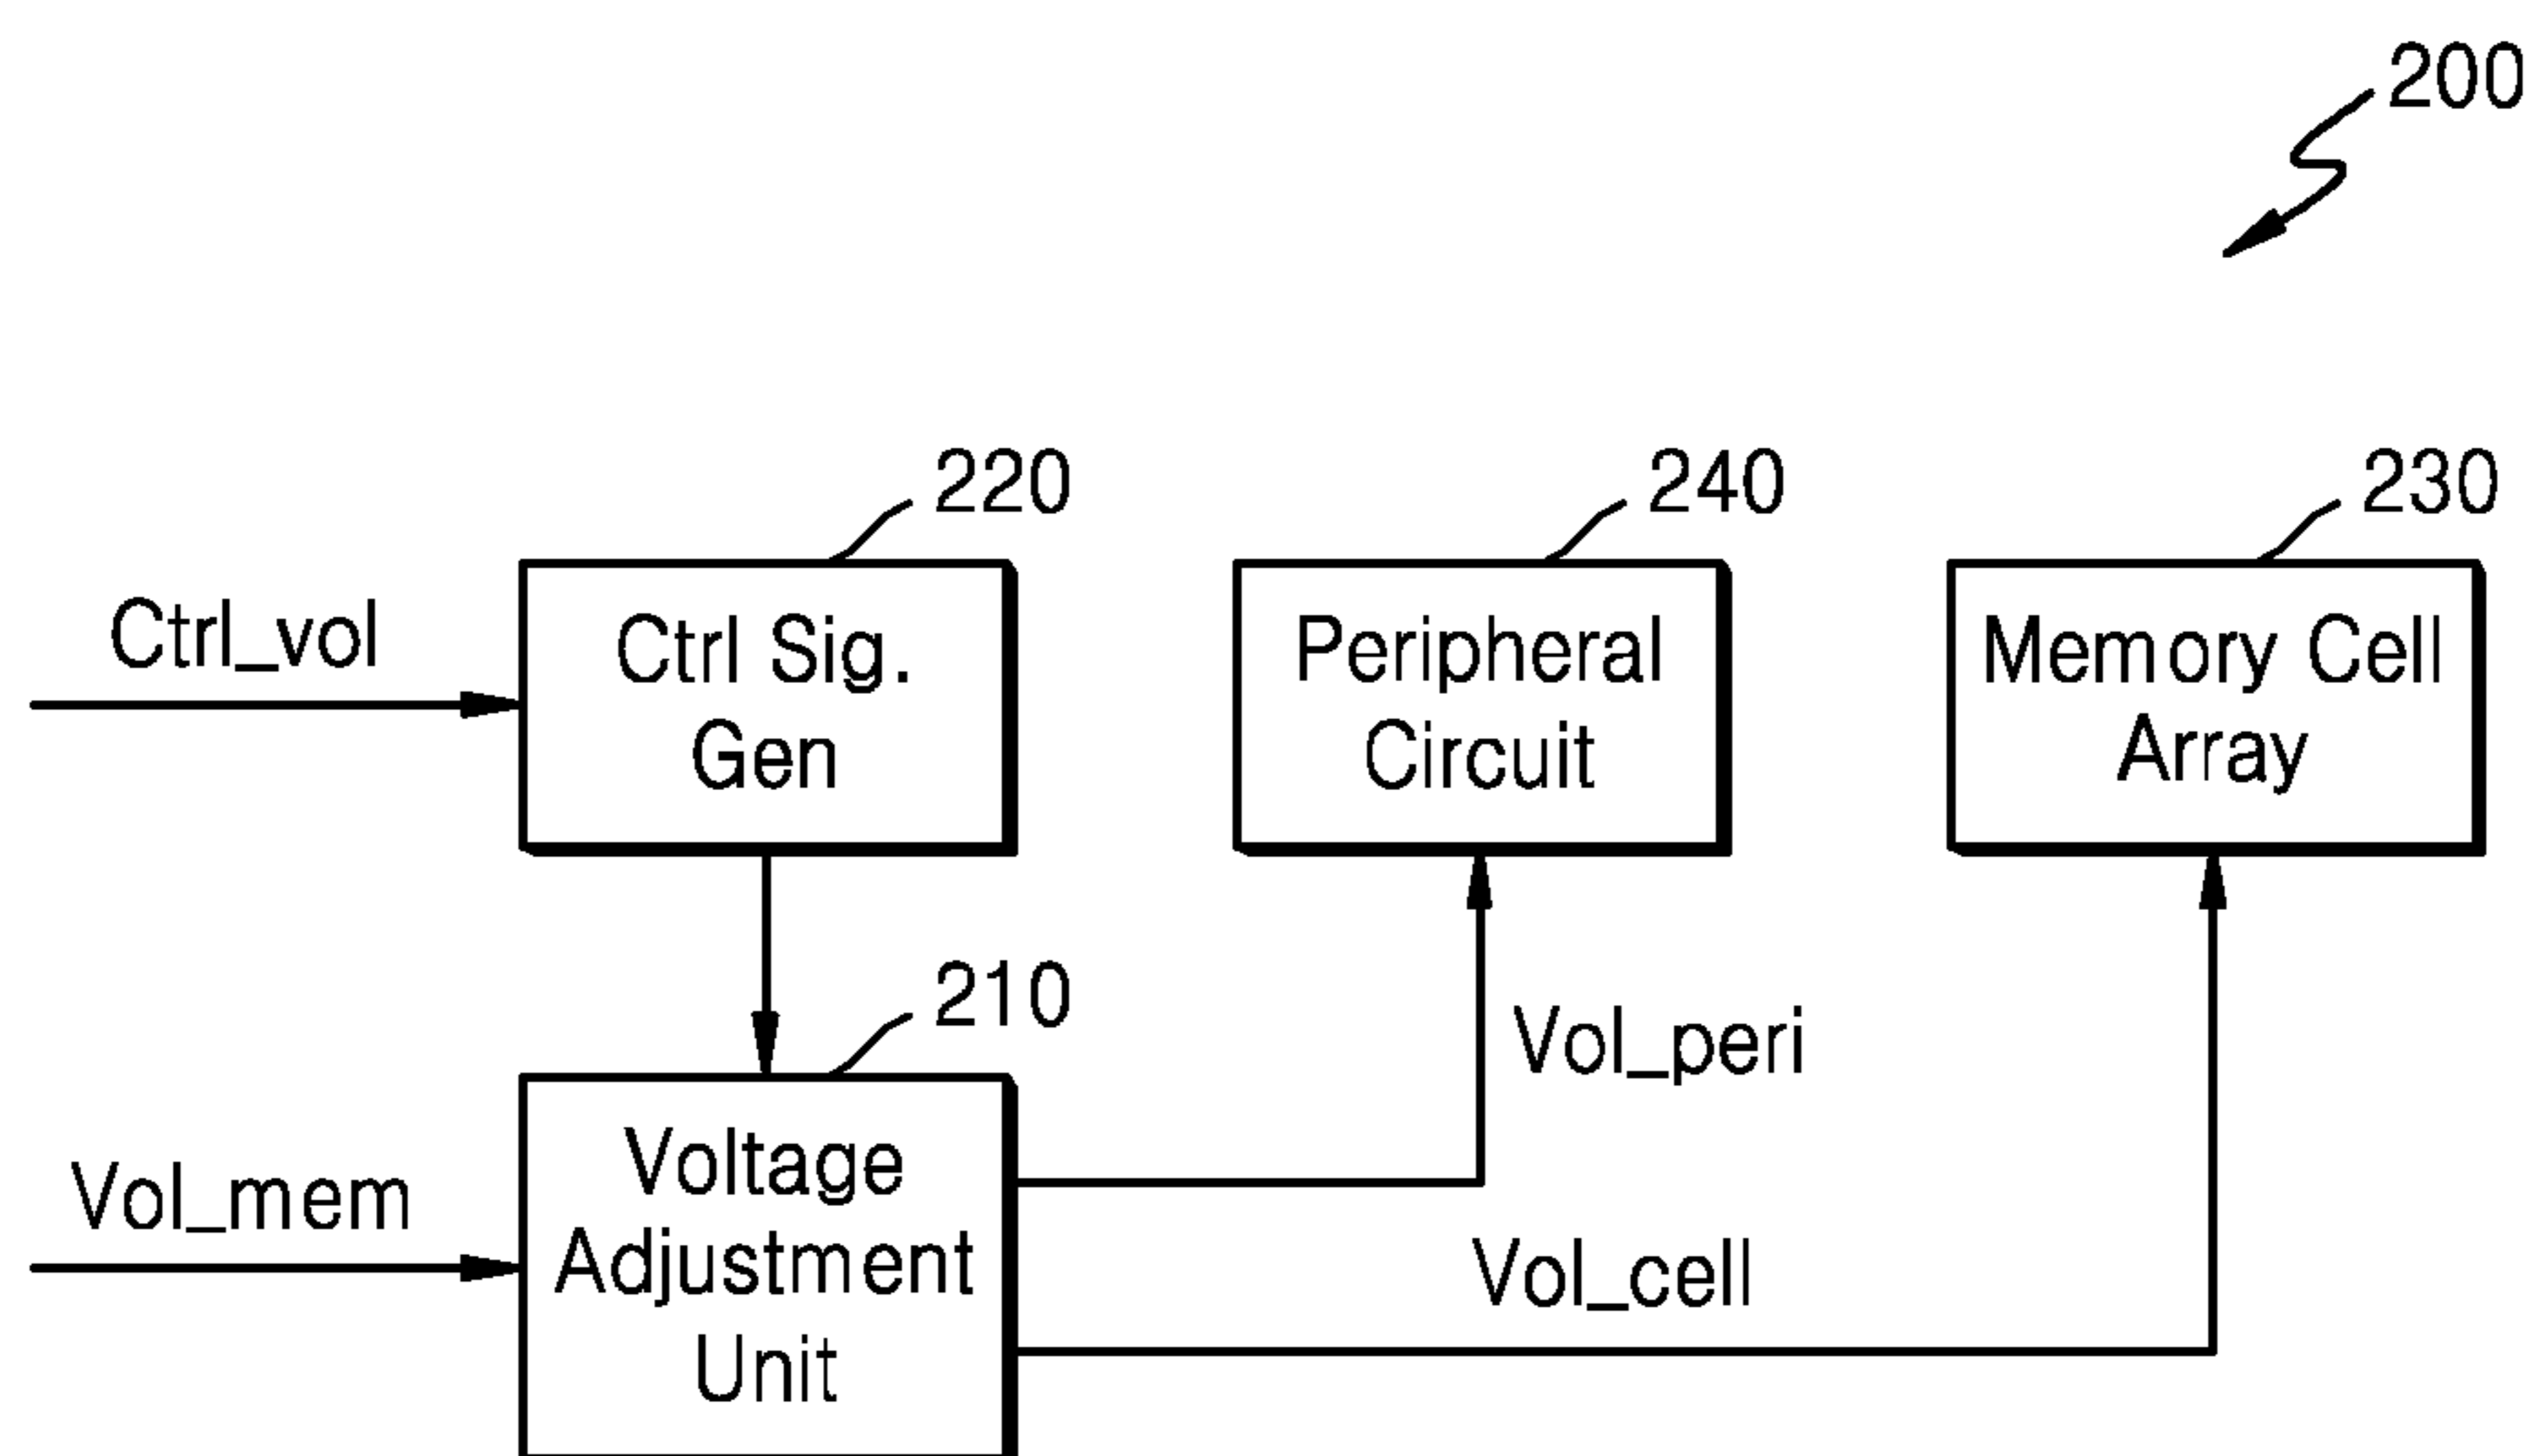 200
220
240
230
Ctrl_vol
Ctrl Sig.
Gen
Peripheral
Circuit
Memory Cell
Array
210
Vol_peri
Vol_mem
Voltage
Adjustment
Unit
Vol_cell